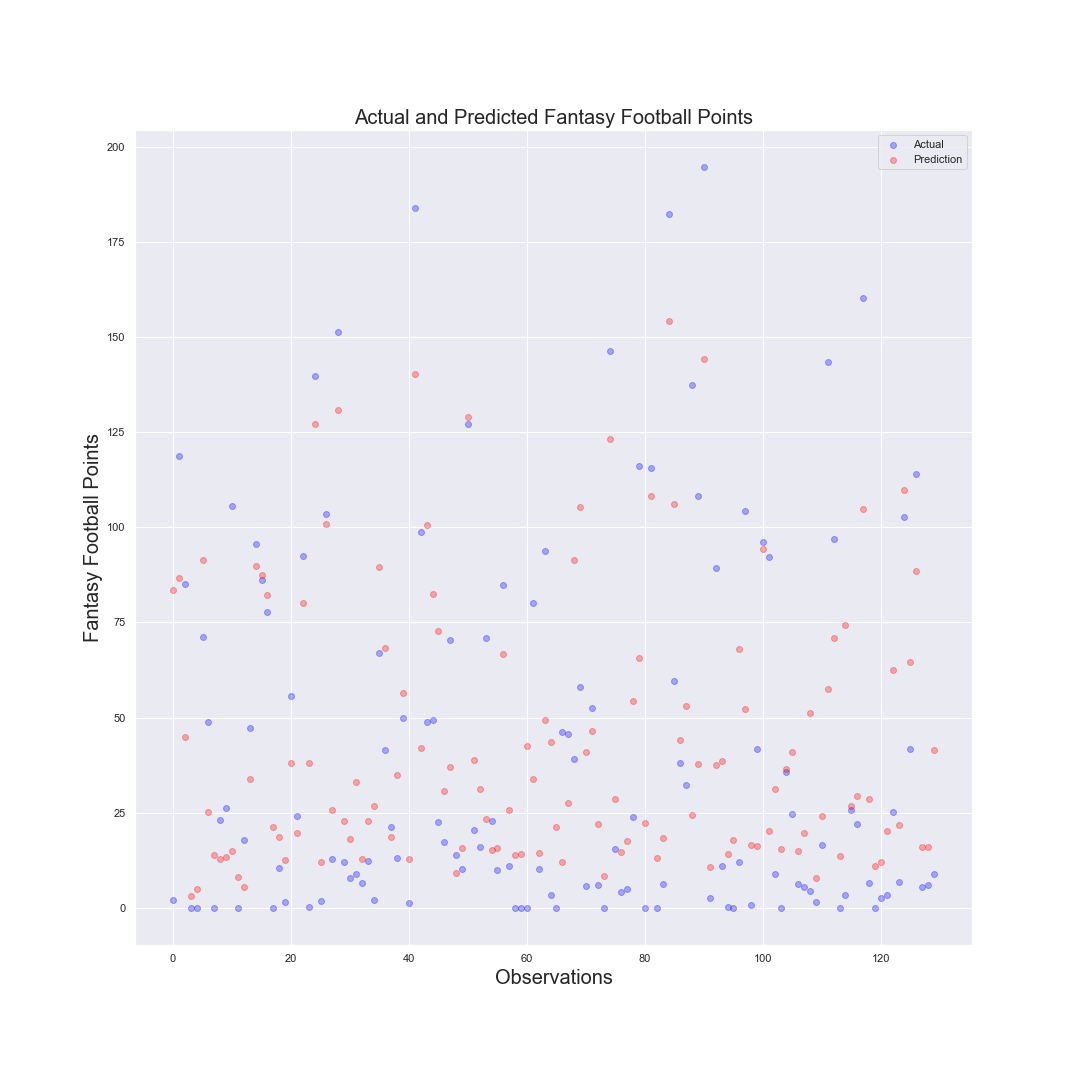 Actual and Predicted Fantasy Football Points
Actual
Prediction
200
175
150
125
100
75
50
25
0
Fantasy Football Points
0 20 40 60 80 100 120
Observations